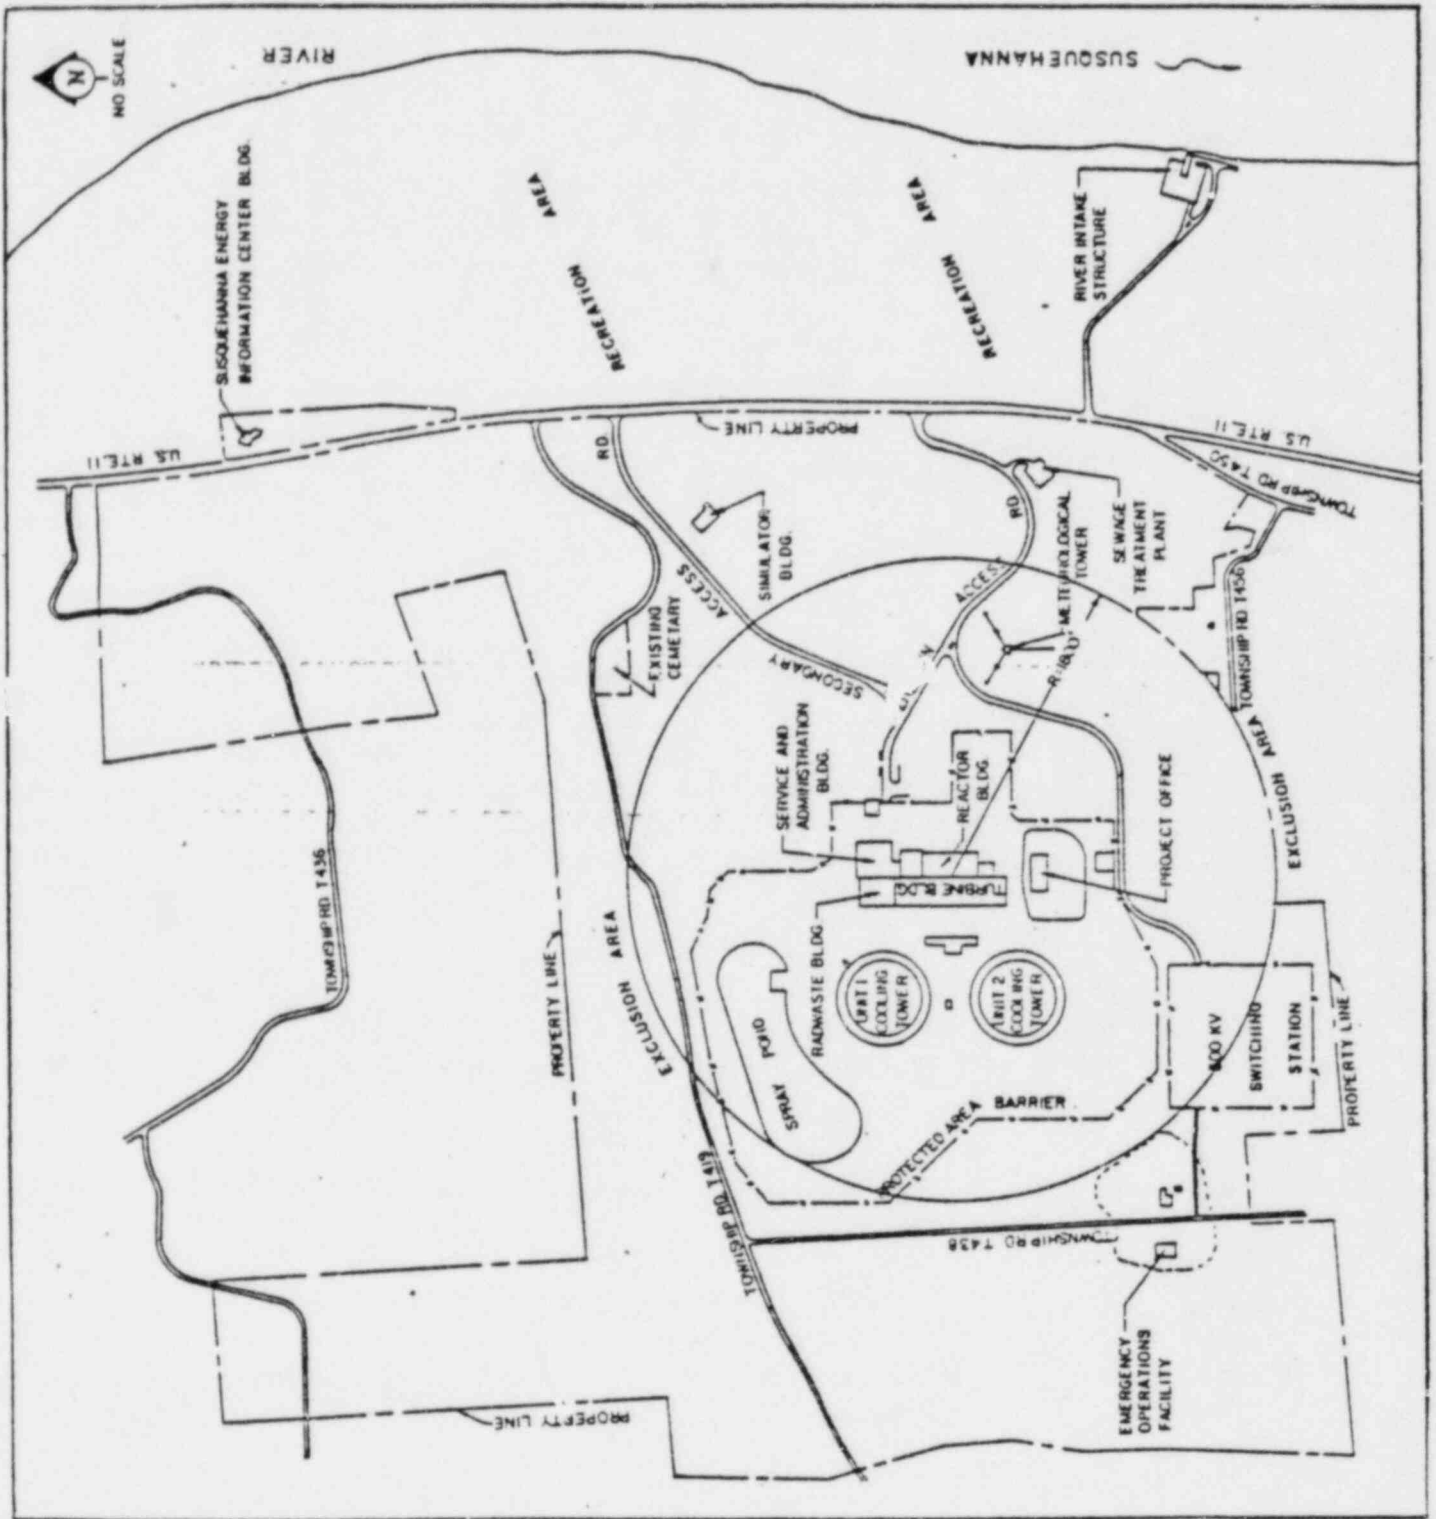 N
NO SCALE
RIVER
SUSQUEHANNA
SUSQUEHANNA ENERGY
INFORMATION CENTER BLDG.
RECREATION AREA
RECREATION AREA
RIVER INTAKE
STRUCTURE
U.S. RTE. 11
PROPERTY LINE
U.S. RTE. 11
TOWNSHIP RD T450
SECONDARY ACCESS RD.
SIMULATOR
BLDG.
ACCESS RD.
METEOROLOGICAL
TOWER
SEWAGE
TREATMENT
PLANT
TOWNSHIP RD T456
EXISTING
CEMETARY
SERVICE AND
ADMINISTRATION
BLDG.
REACTOR
BLDG.
TURBINE BLDG.
RADWASTE BLDG
PROJECT OFFICE
EXCLUSION AREA
EXCLUSION AREA
TOWNSHIP RD T436
PROPERTY LINE
SPRAY POND
UNIT 1
COOLING
TOWER
UNIT 2
COOLING
TOWER
500 KV
SWITCHING
STATION
PROPERTY LINE
PROTECTED AREA BARRIER
TOWNSHIP RD. T419
TOWNSHIP RD T438
EMERGENCY
OPERATIONS
FACILITY
PROPERTY LINE